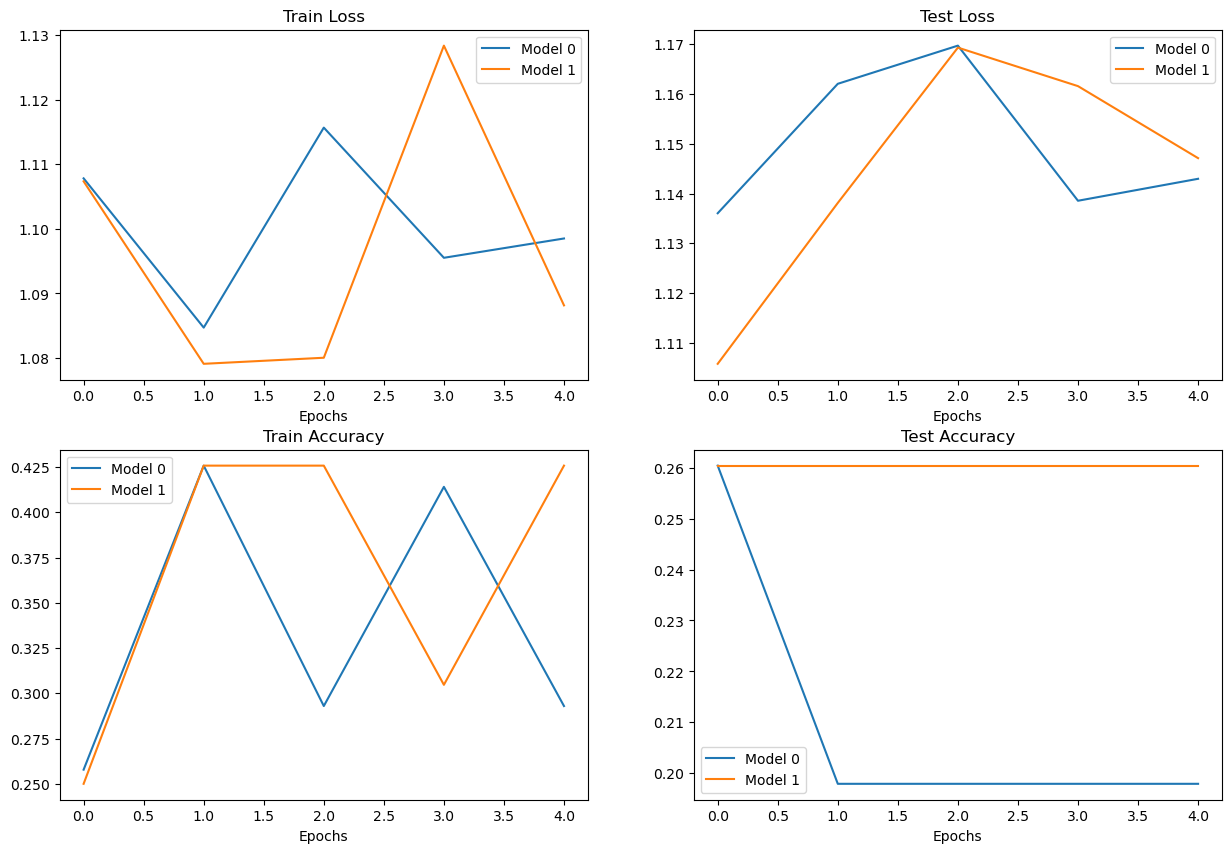 Train Loss
1.13
1.12
1.11
1.10
1.09
1.08
Model 0
Model 1
0.0 0.5 1.0 1.5 2.0 2.5 3.0 3.5 4.0
Epochs
Test Loss
1.17
1.16
1.15
1.14
1.13
1.12
1.11
Model 0
Model 1
0.0 0.5 1.0 1.5 2.0 2.5 3.0 3.5 4.0
Epochs
Train Accuracy
0.425
0.400
0.375
0.350
0.325
0.300
0.275
0.250
Model 0
Model 1
0.0 0.5 1.0 1.5 2.0 2.5 3.0 3.5 4.0
Epochs
Test Accuracy
0.26
0.25
0.24
0.23
0.22
0.21
0.20
Model 0
Model 1
0.0 0.5 1.0 1.5 2.0 2.5 3.0 3.5 4.0
Epochs